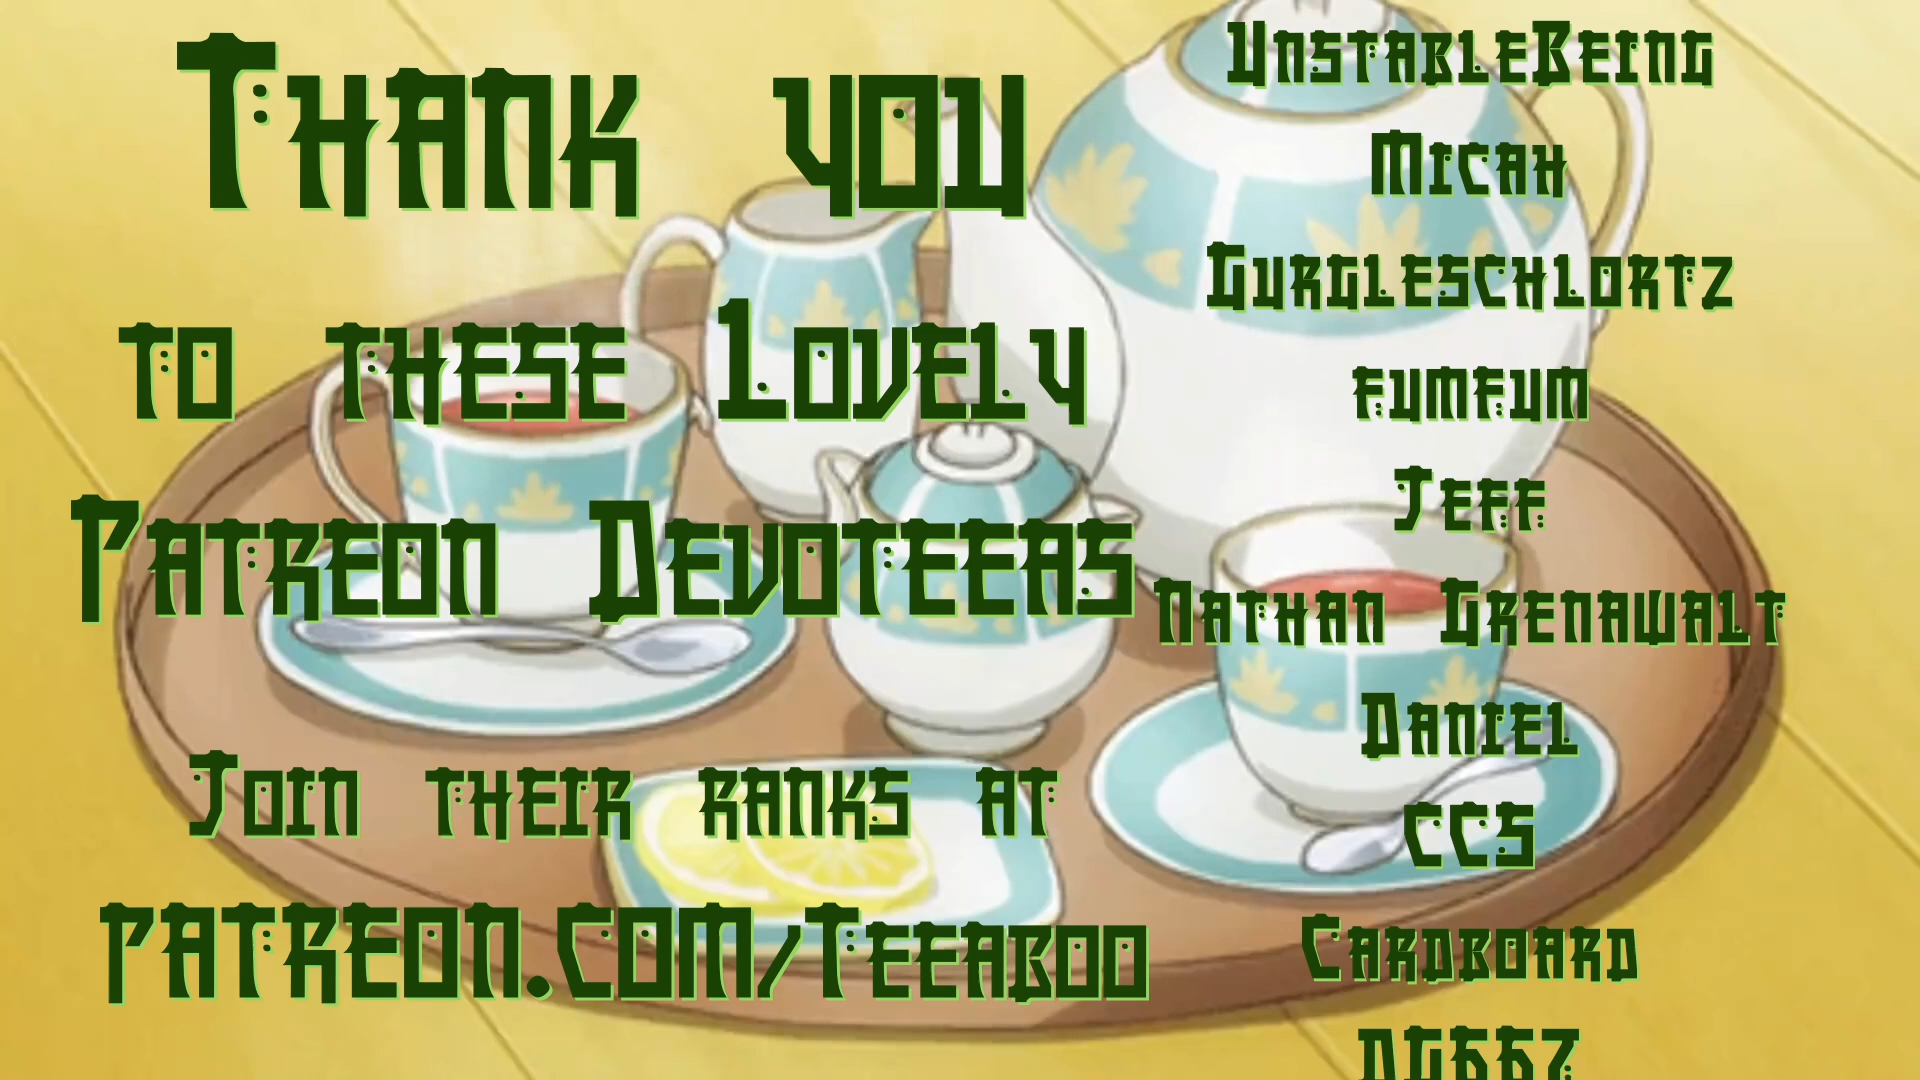 Thank you
to these Lovely
Patreon Devoteeas
Join their ranks at
patreon.com/Teeaboo
UnstableBeing
Micah
Gurgleschlortz
fumfum
Jeff
Nathan Grenawalt
Daniel
CCS
Cardboard